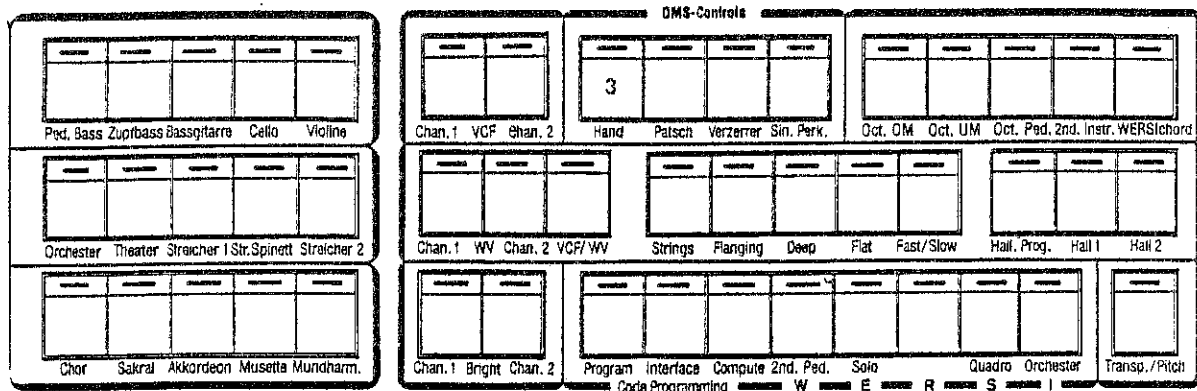 DMS-Controls
3
Ped. Bass Zupfbass Bassgitarre Cello Violine
Chan. 1 VCF Chan. 2
Hand Patsch Verzerrer Sin. Perk.
Oct. OM Oct. UM Oct. Ped. 2nd. Instr. WERSIchord
Orchester Theater Streicher 1 Str. Spinett Streicher 2
Chan. 1 WV Chan. 2 VCF/WV
Strings Flanging Deep Flat Fast/Slow
Hall. Prog. Hall 1 Hall 2
Chor Sakral Akkordeon Musette Mundharm.
Chan. 1 Bright Chan. 2
Program Interface Compute 2nd. Ped. Solo Quadro Orchester
Transp./Pitch
Code Programming W E R S I